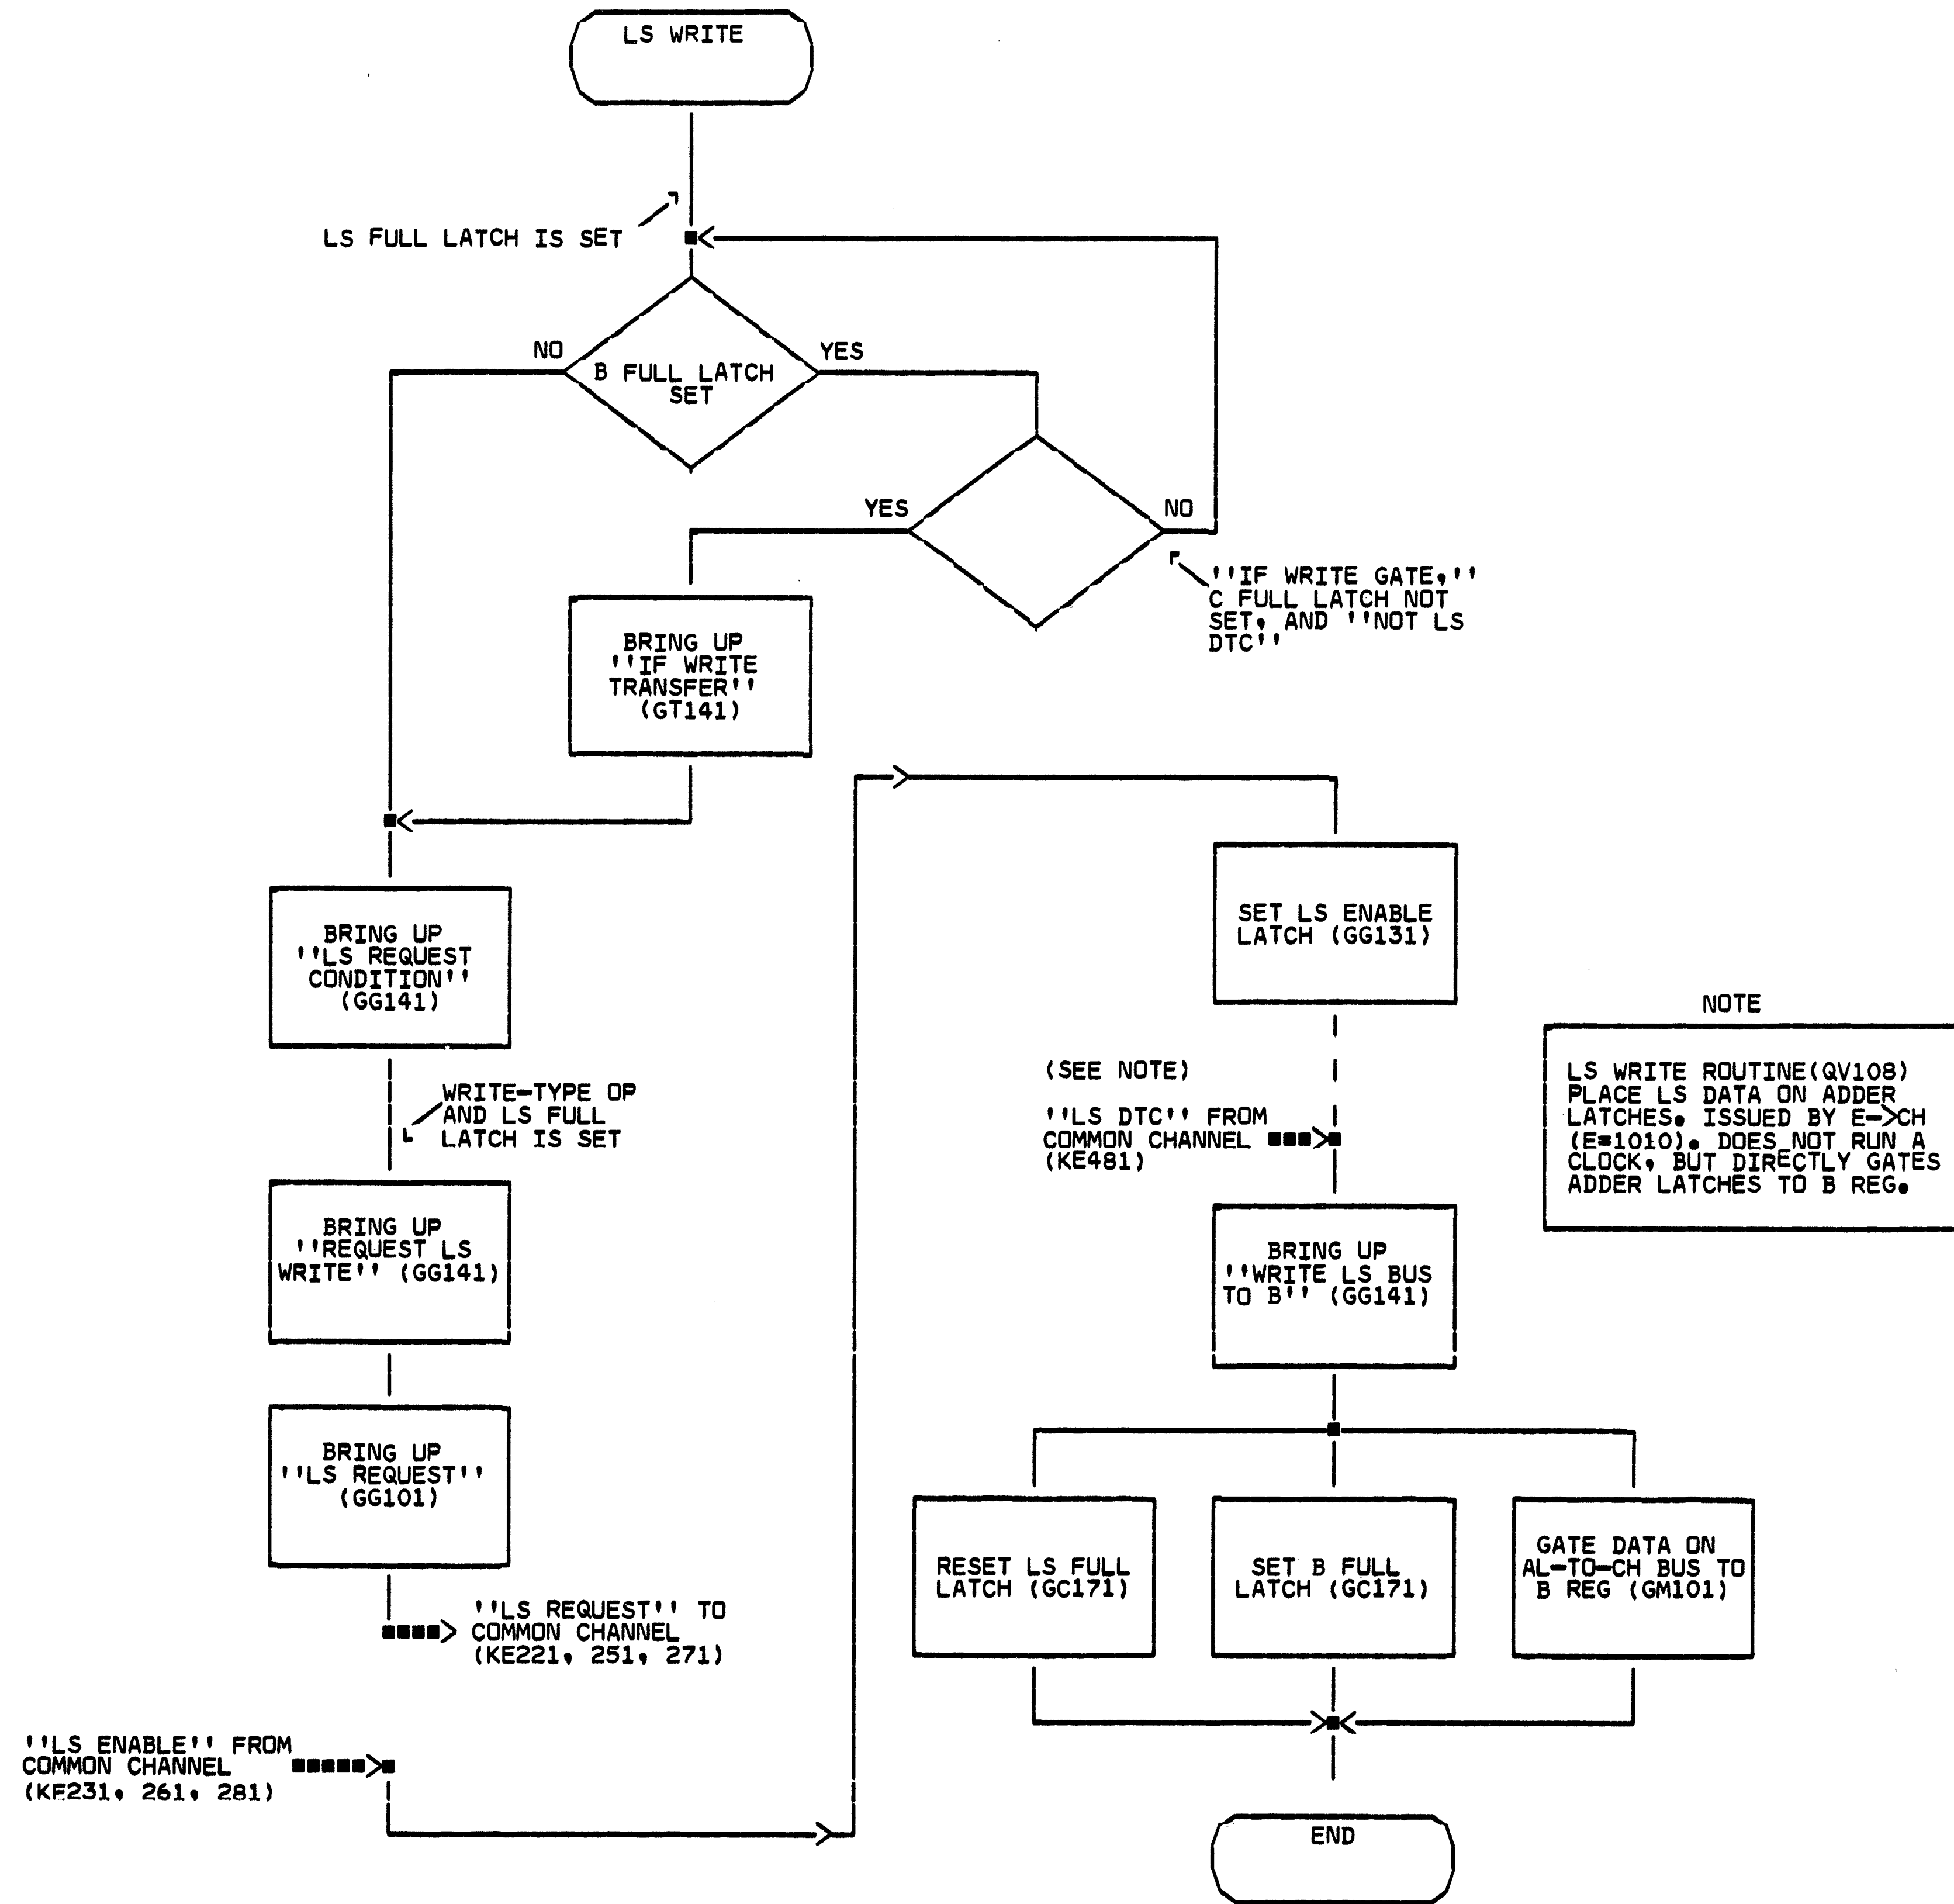 LS WRITE
LS FULL LATCH IS SET
NO
YES
B FULL LATCH
SET
YES
NO
''IF WRITE GATE,''
C FULL LATCH NOT
SET, AND ''NOT LS
DTC''
BRING UP
''IF WRITE
TRANSFER''
(GT141)
BRING UP
''LS REQUEST
CONDITION''
(GG141)
WRITE-TYPE OP
AND LS FULL
LATCH IS SET
BRING UP
''REQUEST LS
WRITE'' (GG141)
BRING UP
''LS REQUEST''
(GG101)
''LS REQUEST'' TO
COMMON CHANNEL
(KE221, 251, 271)
''LS ENABLE'' FROM
COMMON CHANNEL
(KE231, 261, 281)
SET LS ENABLE
LATCH (GG131)
(SEE NOTE)
''LS DTC'' FROM
COMMON CHANNEL
(KE481)
BRING UP
''WRITE LS BUS
TO B'' (GG141)
NOTE
LS WRITE ROUTINE(QV108)
PLACE LS DATA ON ADDER
LATCHES. ISSUED BY E->CH
(E=1010). DOES NOT RUN A
CLOCK, BUT DIRECTLY GATES
ADDER LATCHES TO B REG.
RESET LS FULL
LATCH (GC171)
SET B FULL
LATCH (GC171)
GATE DATA ON
AL-TO-CH BUS TO
B REG (GM101)
END